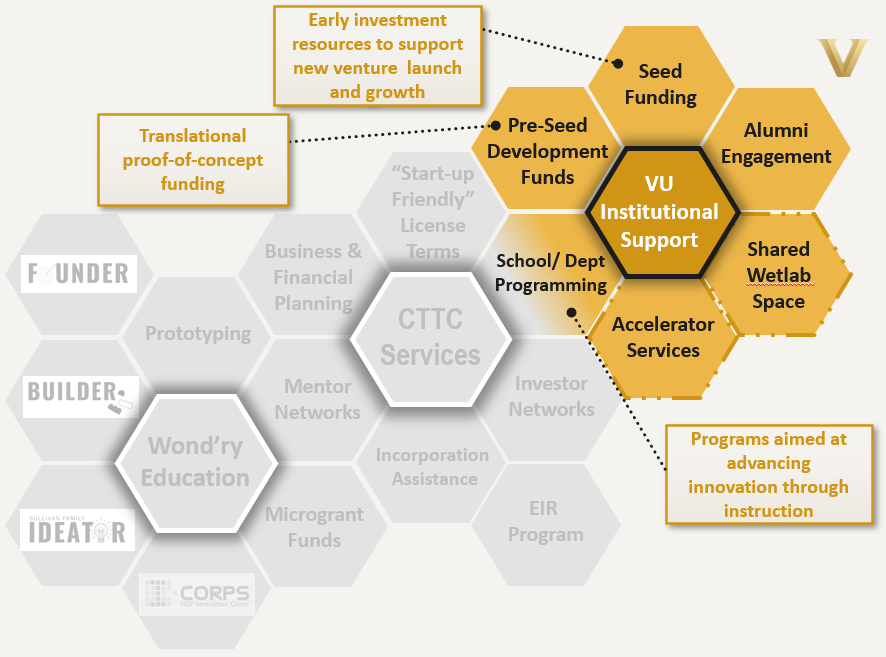 Early investment
resources to support
new venture launch
and growth
Translational
proof-of-concept
funding
Seed
Funding
Pre-Seed
Development
Funds
Alumni
Engagement
VU
Institutional
Support
School/ Dept
Programming
Shared
Wetlab
Space
Accelerator
Services
Programs aimed at
advancing
innovation through
instruction
“Start-up
Friendly”
License
Terms
Business &
Financial
Planning
CTTC
Services
Mentor
Networks
Investor
Networks
Incorporation
Assistance
Microgrant
Funds
EIR
Program
FOUNDER
Prototyping
BUILDER
Wond’ry
Education
SULLIVAN FAMILY
IDEATOR
I-CORPS
NSF Innovation Corps
V